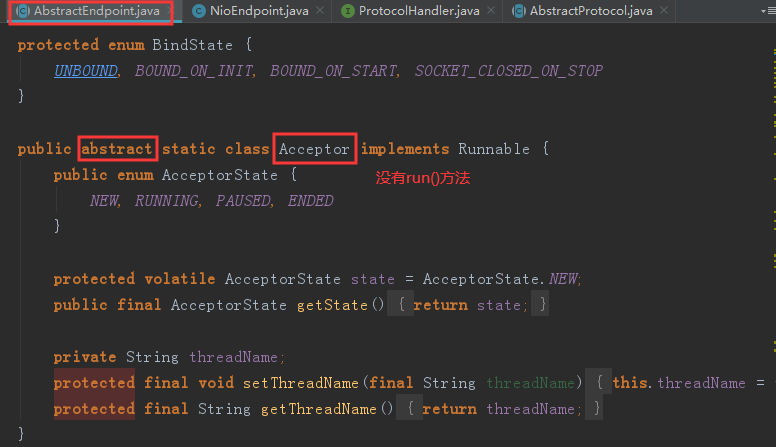 AbstractEndpoint.java NioEndpoint.java ProtocolHandler.java AbstractProtocol.java
protected enum BindState {
UNBOUND, BOUND_ON_INIT, BOUND_ON_START, SOCKET_CLOSED_ON_STOP
}
public abstract static class Acceptor implements Runnable {
public enum AcceptorState { 没有run()方法
NEW, RUNNING, PAUSED, ENDED
}
protected volatile AcceptorState state = AcceptorState.NEW;
public final AcceptorState getState() { return state; }
private String threadName;
protected final void setThreadName(final String threadName) { this.threadName =
protected final String getThreadName() { return threadName; }
}